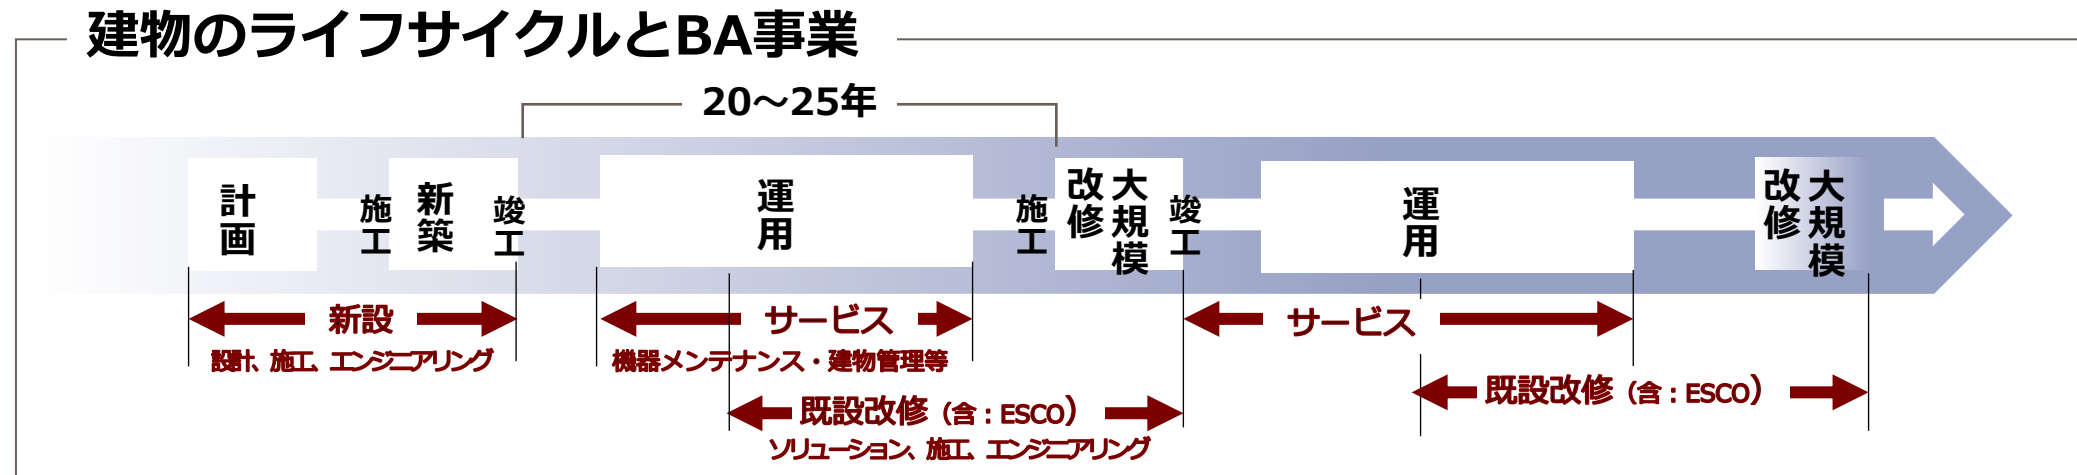 建物のライフサイクルとBA事業
20～25年
計画
施工
新築
竣工
運用
施工
大規模
改修
竣工
運用
大規模
改修
新設
サービス
サービス
設計、施工、エンジニアリング
機器メンテナンス・建物管理等
既設改修（含：ESCO）
既設改修（含：ESCO）
ソリューション、施工、エンジニアリング